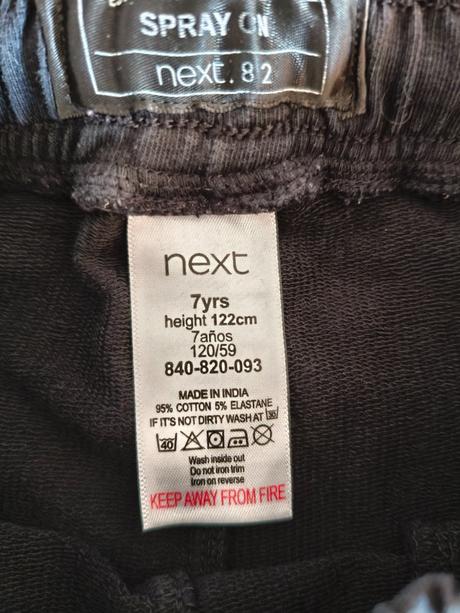 SPRAY ON
next. 82
next
7yrs
height 122cm
7años
120/59
840-820-093
MADE IN INDIA
95% COTTON 5% ELASTANE
IF IT'S NOT DIRTY WASH AT 30
40
Wash inside out
Do not iron trim
Iron on reverse
KEEP AWAY FROM FIRE